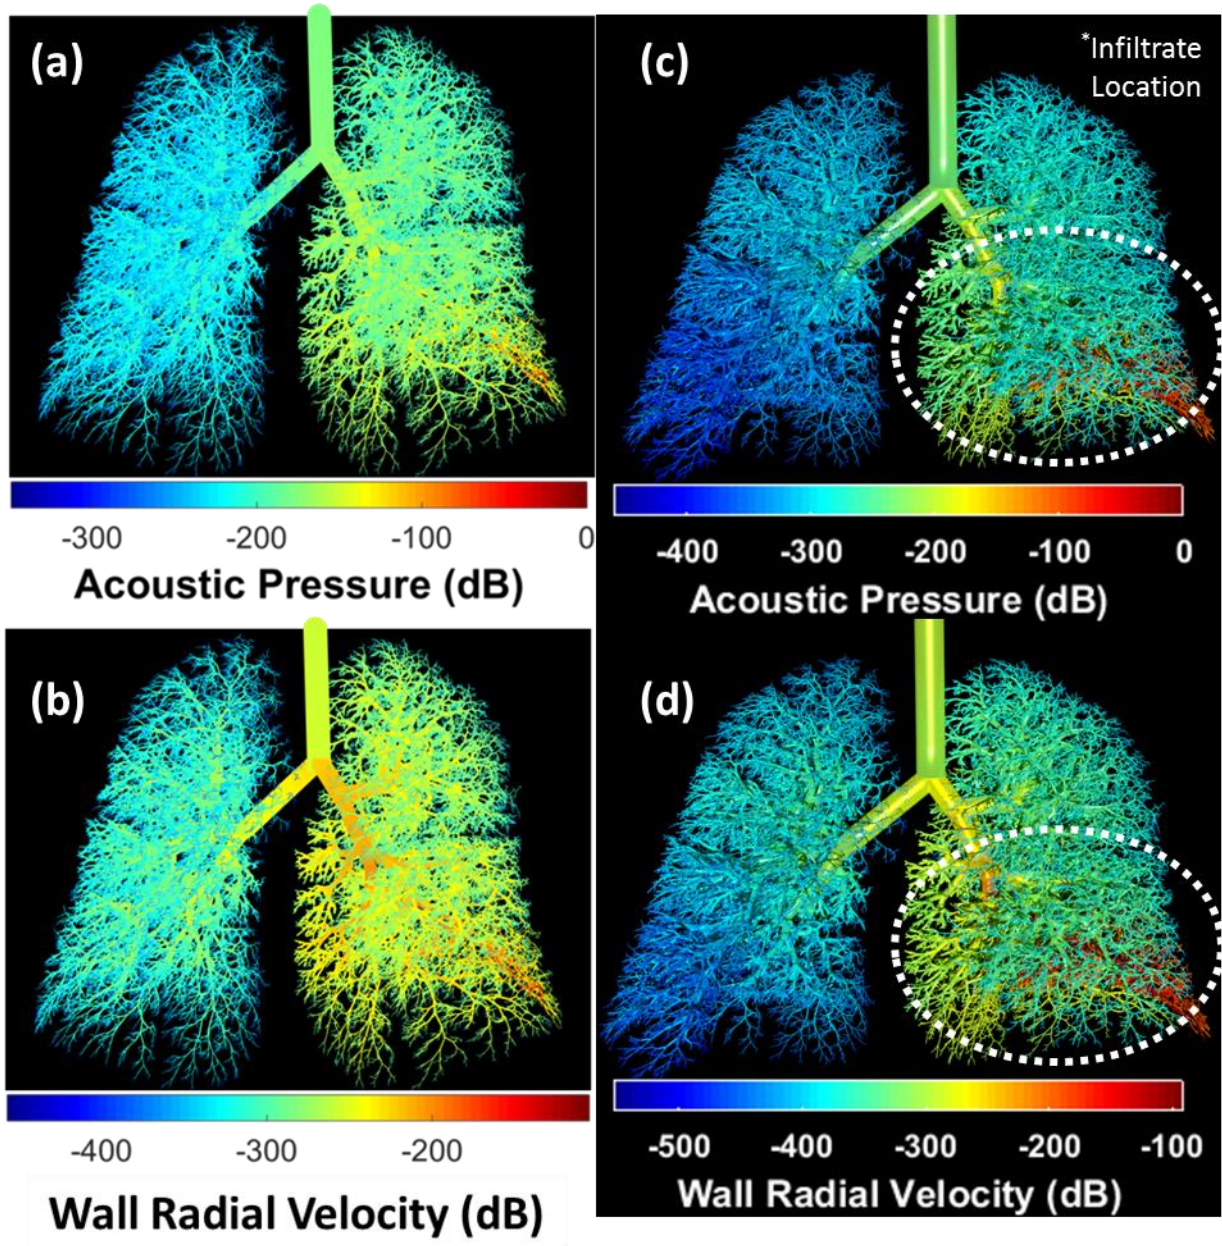 (a)
-300 -200 -100 0
Acoustic Pressure (dB)
(b)
-400 -300 -200
Wall Radial Velocity (dB)
(c)
*Infiltrate
Location
-400 -300 -200 -100 0
Acoustic Pressure (dB)
(d)
-500 -400 -300 -200 -100
Wall Radial Velocity (dB)